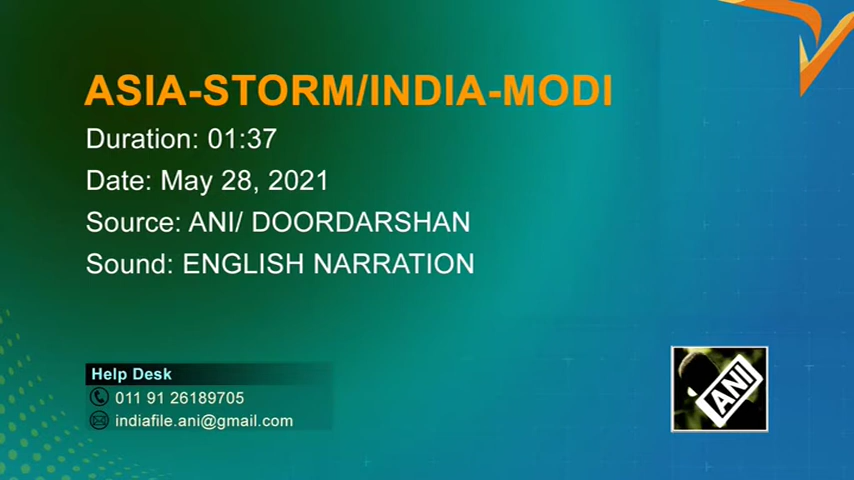 ASIA-STORM/INDIA-MODI
Duration: 01:37
Date: May 28, 2021
Source: ANI/ DOORDARSHAN
Sound: ENGLISH NARRATION
Help Desk
011 91 26189705
indiafile.ani@gmail.com
ANI